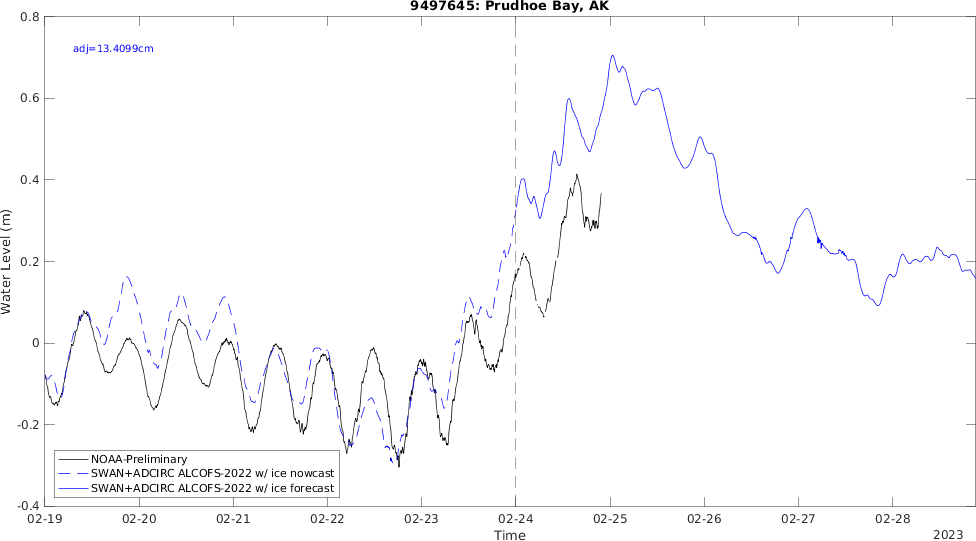 9497645: Prudhoe Bay, AK
adj=13.4099cm
0.8
0.6
0.4
0.2
0
-0.2
-0.4
Water Level (m)
NOAA-Preliminary
SWAN+ADCIRC ALCOFS-2022 w/ ice nowcast
SWAN+ADCIRC ALCOFS-2022 w/ ice forecast
02-19 02-20 02-21 02-22 02-23 02-24 02-25 02-26 02-27 02-28
Time
2023